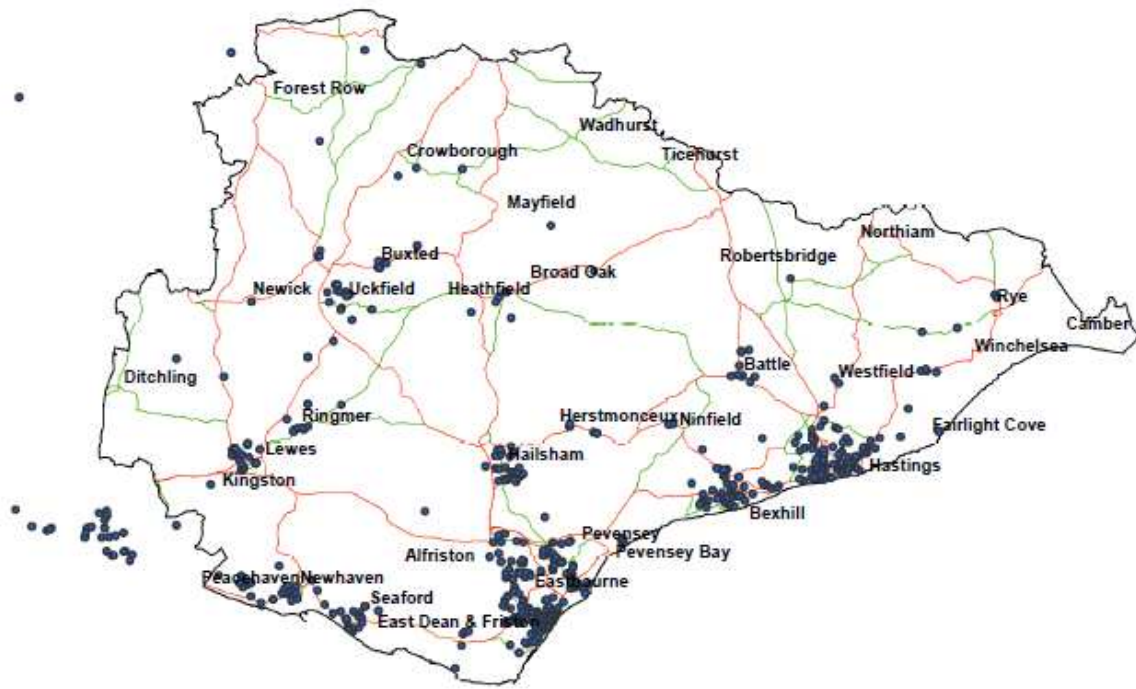 Forest Row
Wadhurst
Crowborough
Ticehurst
Mayfield
Northiam
Buxted
Robertsbridge
Broad Oak
Newick
Uckfield
Heathfield
Rye
Camber
Winchelsea
Ditchling
Battle
Westfield
Ringmer
Herstmonceux
Ninfield
Fairlight Cove
Lewes
Hailsham
Hastings
Kingston
Bexhill
Pevensey
Alfriston
Pevensey Bay
Peacehaven
Newhaven
Eastbourne
Seaford
East Dean & Friston